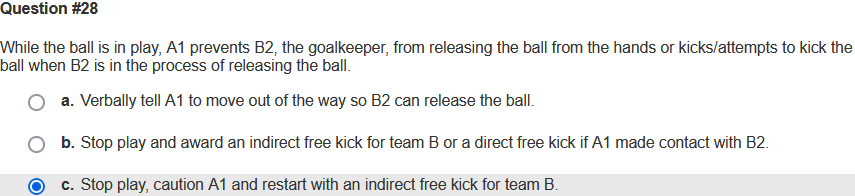 Question #28
While the ball is in play, A1 prevents B2, the goalkeeper, from releasing the ball from the hands or kicks/attempts to kick the
ball when B2 is in the process of releasing the ball.
a. Verbally tell A1 to move out of the way so B2 can release the ball.
b. Stop play and award an indirect free kick for team B or a direct free kick if A1 made contact with B2.
c. Stop play, caution A1 and restart with an indirect free kick for team B.